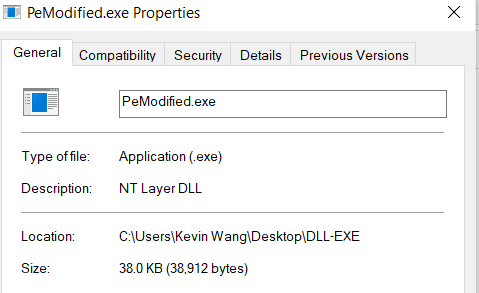 PeModified.exe Properties
General Compatibility Security Details Previous Versions
PeModified.exe
Type of file: Application (.exe)
Description: NT Layer DLL
Location: C:\Users\Kevin Wang\Desktop\DLL-EXE
Size: 38.0 KB (38,912 bytes)